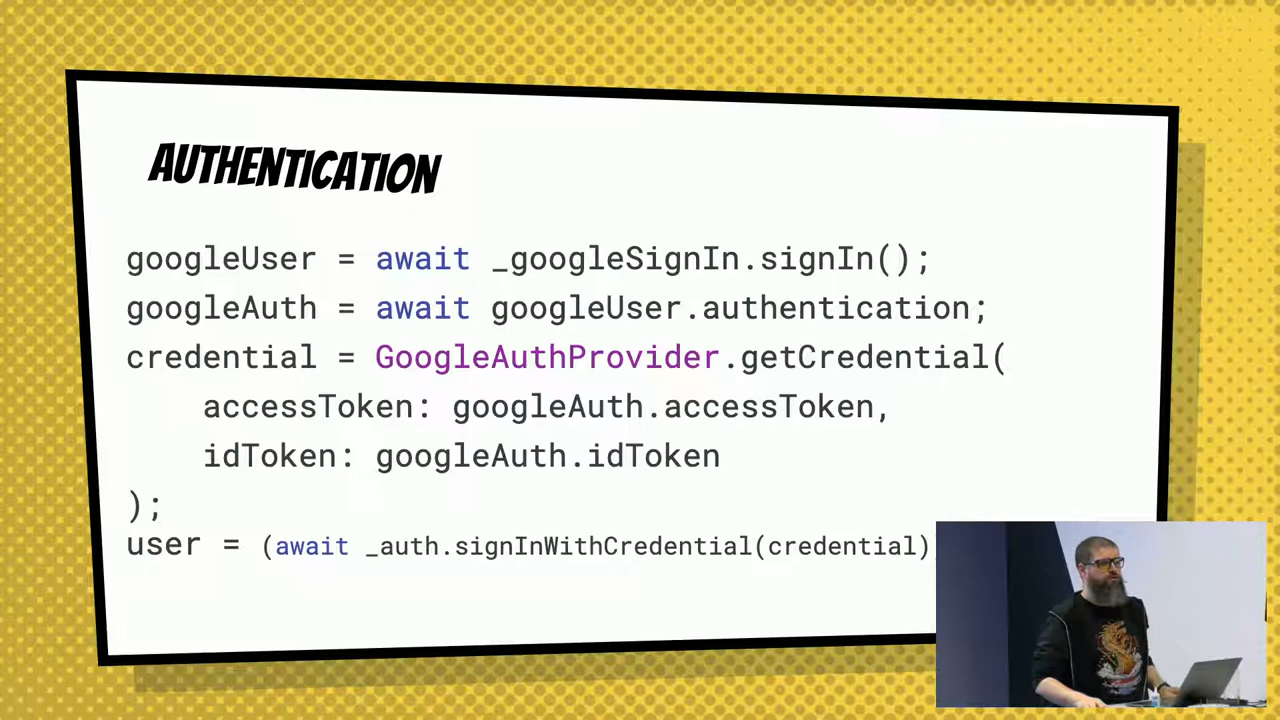 AUTHENTICATION
googleUser = await _googleSignIn.signIn();
googleAuth = await googleUser.authentication;
credential = GoogleAuthProvider.getCredential(
accessToken: googleAuth.accessToken,
idToken: googleAuth.idToken
);
user = (await _auth.signInWithCredential(credential)